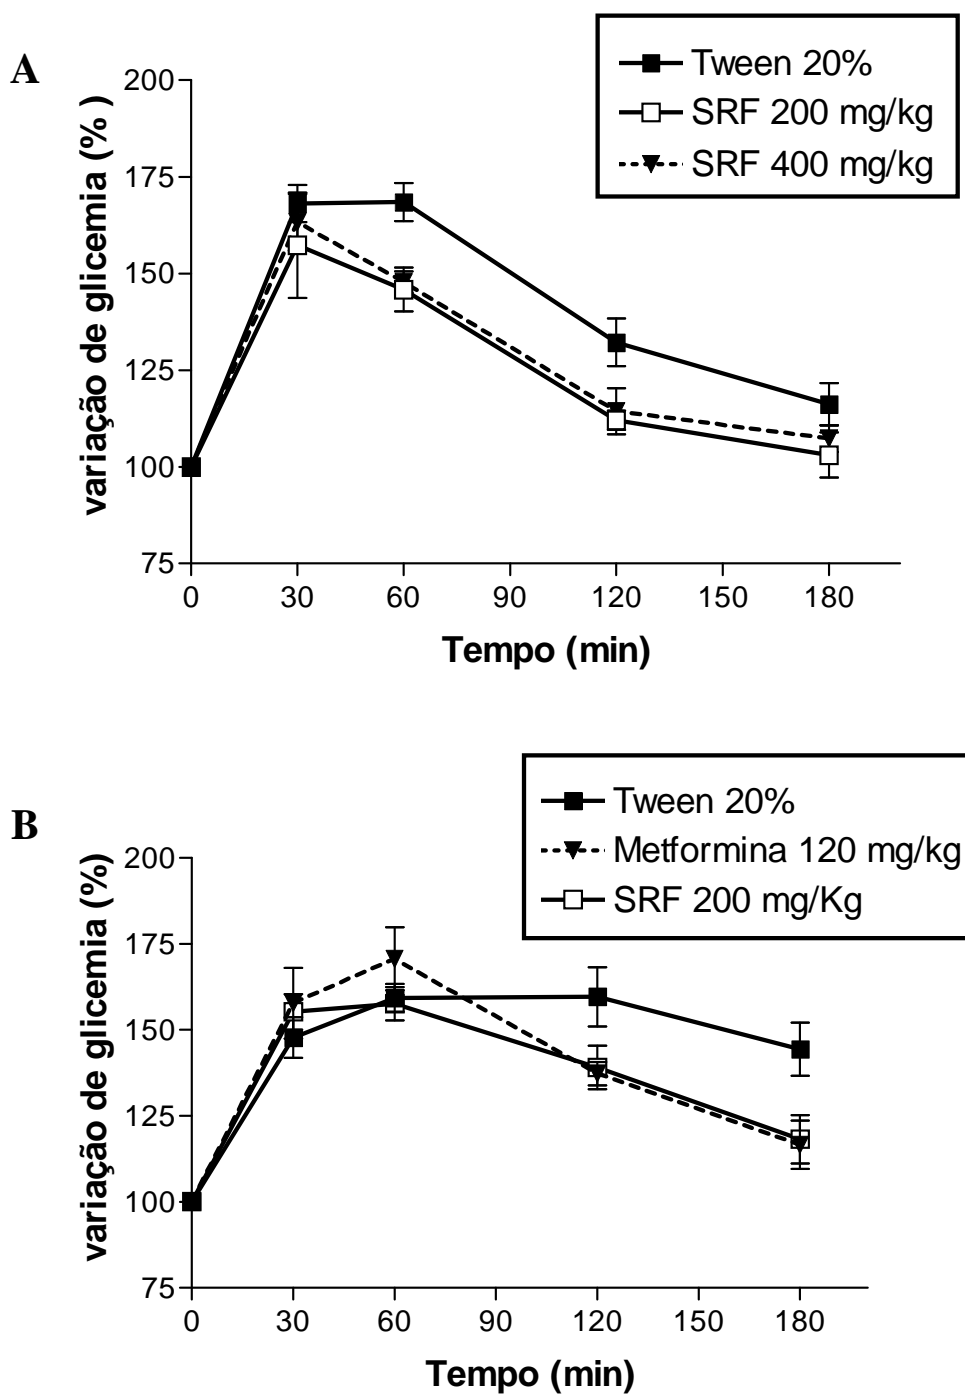 A
Tween 20%
SRF 200 mg/kg
SRF 400 mg/kg
variação de glicemia (% )
200
175
150
125
100
75
0 30 60 90 120 150 180
Tempo (min)
B
Tween 20%
Metformina 120 mg/kg
SRF 200 mg/Kg
variação de glicemia (%)
200
175
150
125
100
75
0 30 60 90 120 150 180
Tempo (min)